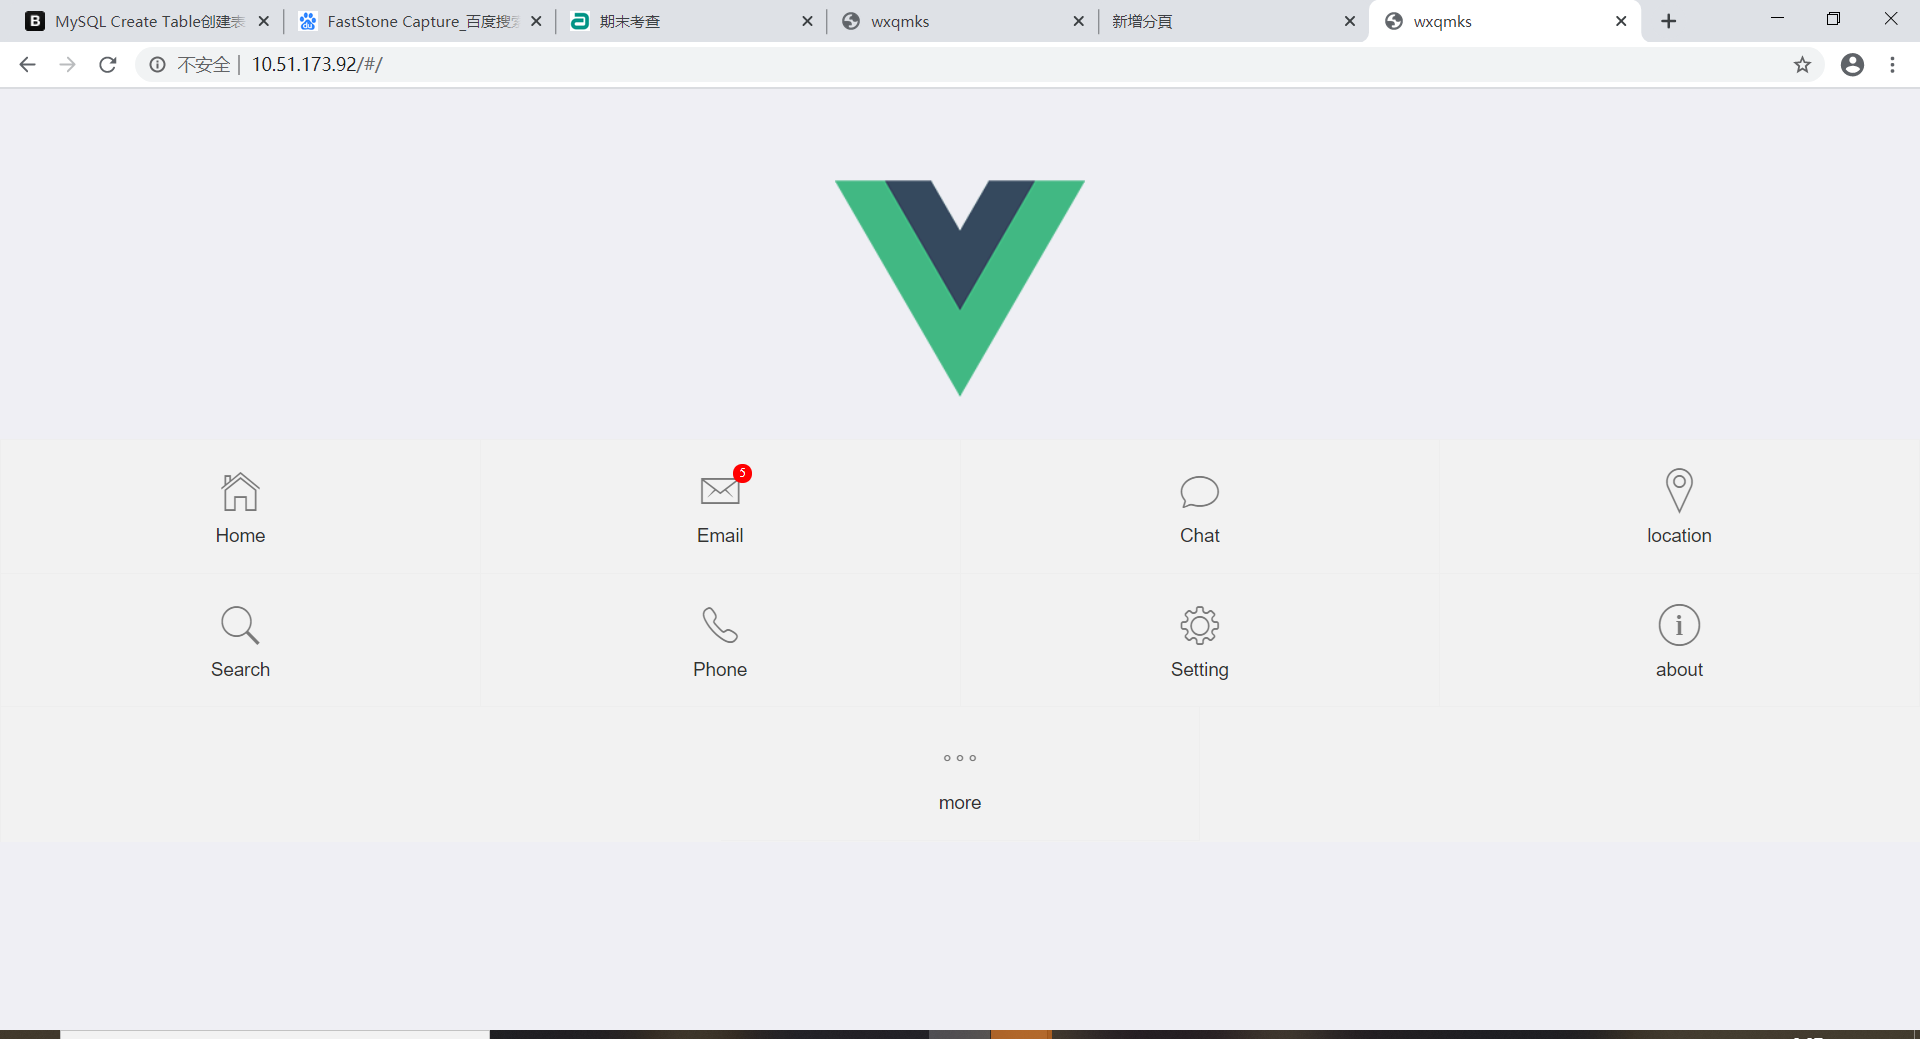 MySQL Create Table创建表
FastStone Capture_百度搜索
期末考查
wxqmks
新增分頁
wxqmks
不安全 | 10.51.173.92/#/
Home
5
Email
Chat
location
Search
Phone
Setting
about
more